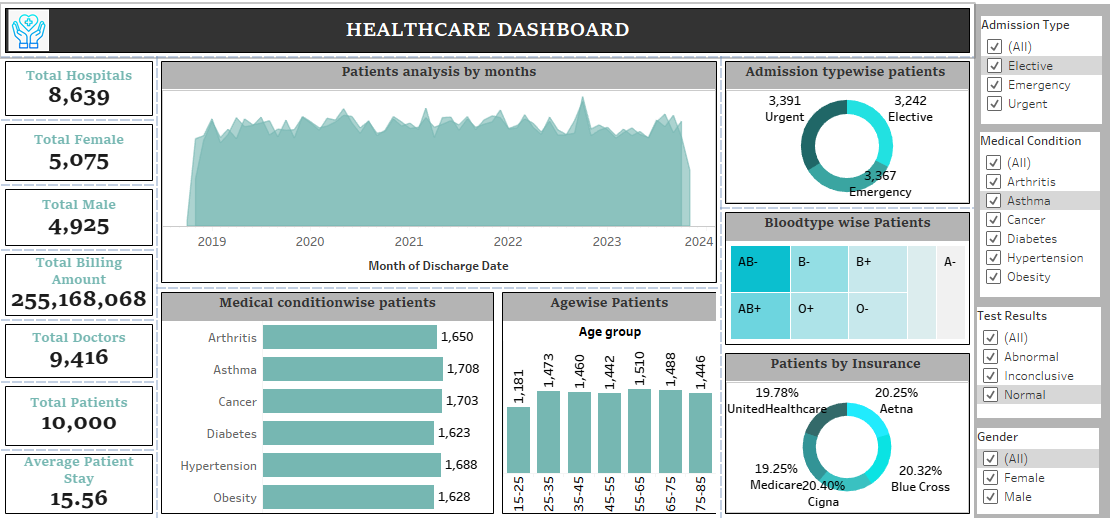 HEALTHCARE DASHBOARD
Total Hospitals
8,639
Total Female
5,075
Total Male
4,925
Total Billing
Amount
255,168,068
Total Doctors
9,416
Total Patients
10,000
Average Patient
Stay
15.56
Patients analysis by months
2019
2020
2021
2022
2023
2024
Month of Discharge Date
Medical conditionwise patients
Arthritis
1,650
Asthma
1,708
Cancer
1,703
Diabetes
1,623
Hypertension
1,688
Obesity
1,628
Agewise Patients
Age group
1,181
1,473
1,460
1,442
1,510
1,488
1,446
15-25
25-35
35-45
45-55
55-65
65-75
75-85
Admission typewise patients
3,391
Urgent
3,242
Elective
3,367
Emergency
Bloodtype wise Patients
AB-
B-
B+
A-
AB+
O+
O-
Patients by Insurance
19.78%
UnitedHealthcare
20.25%
Aetna
19.25%
Medicare
20.40%
Cigna
20.32%
Blue Cross
Admission Type
(All)
Elective
Emergency
Urgent
Medical Condition
(All)
Arthritis
Asthma
Cancer
Diabetes
Hypertension
Obesity
Test Results
(All)
Abnormal
Inconclusive
Normal
Gender
(All)
Female
Male